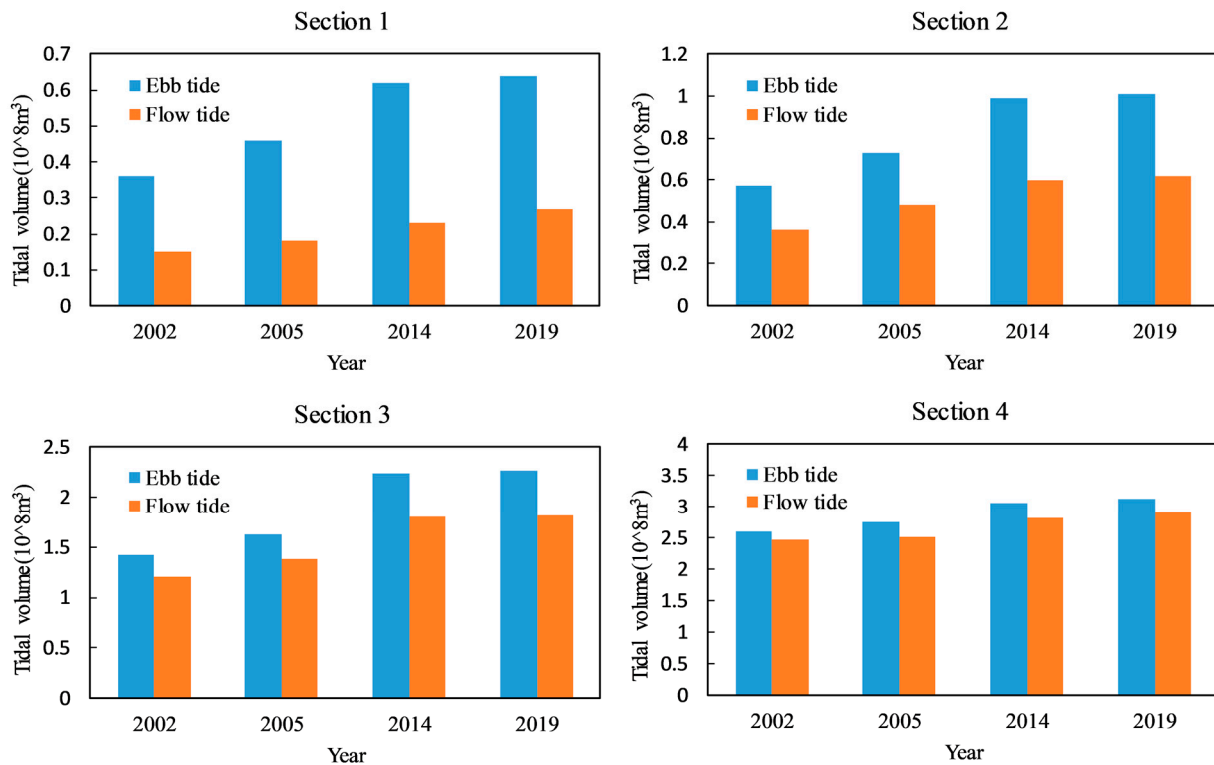 Section 1
0.7
0.6
0.5
0.4
0.3
0.2
0.1
0
Tidal volume(10^8m³)
Ebb tide
Flow tide
2002 2005 2014 2019
Year
Section 2
1.2
1
0.8
0.6
0.4
0.2
0
Tidal volume(10^8m³)
Ebb tide
Flow tide
2002 2005 2014 2019
Year
Section 3
2.5
2
1.5
1
0.5
0
Tidal volume(10^8m³)
Ebb tide
Flow tide
2002 2005 2014 2019
Year
Section 4
4
3.5
3
2.5
2
1.5
1
0.5
0
Tidal volume(10^8m³)
Ebb tide
Flow tide
2002 2005 2014 2019
Year